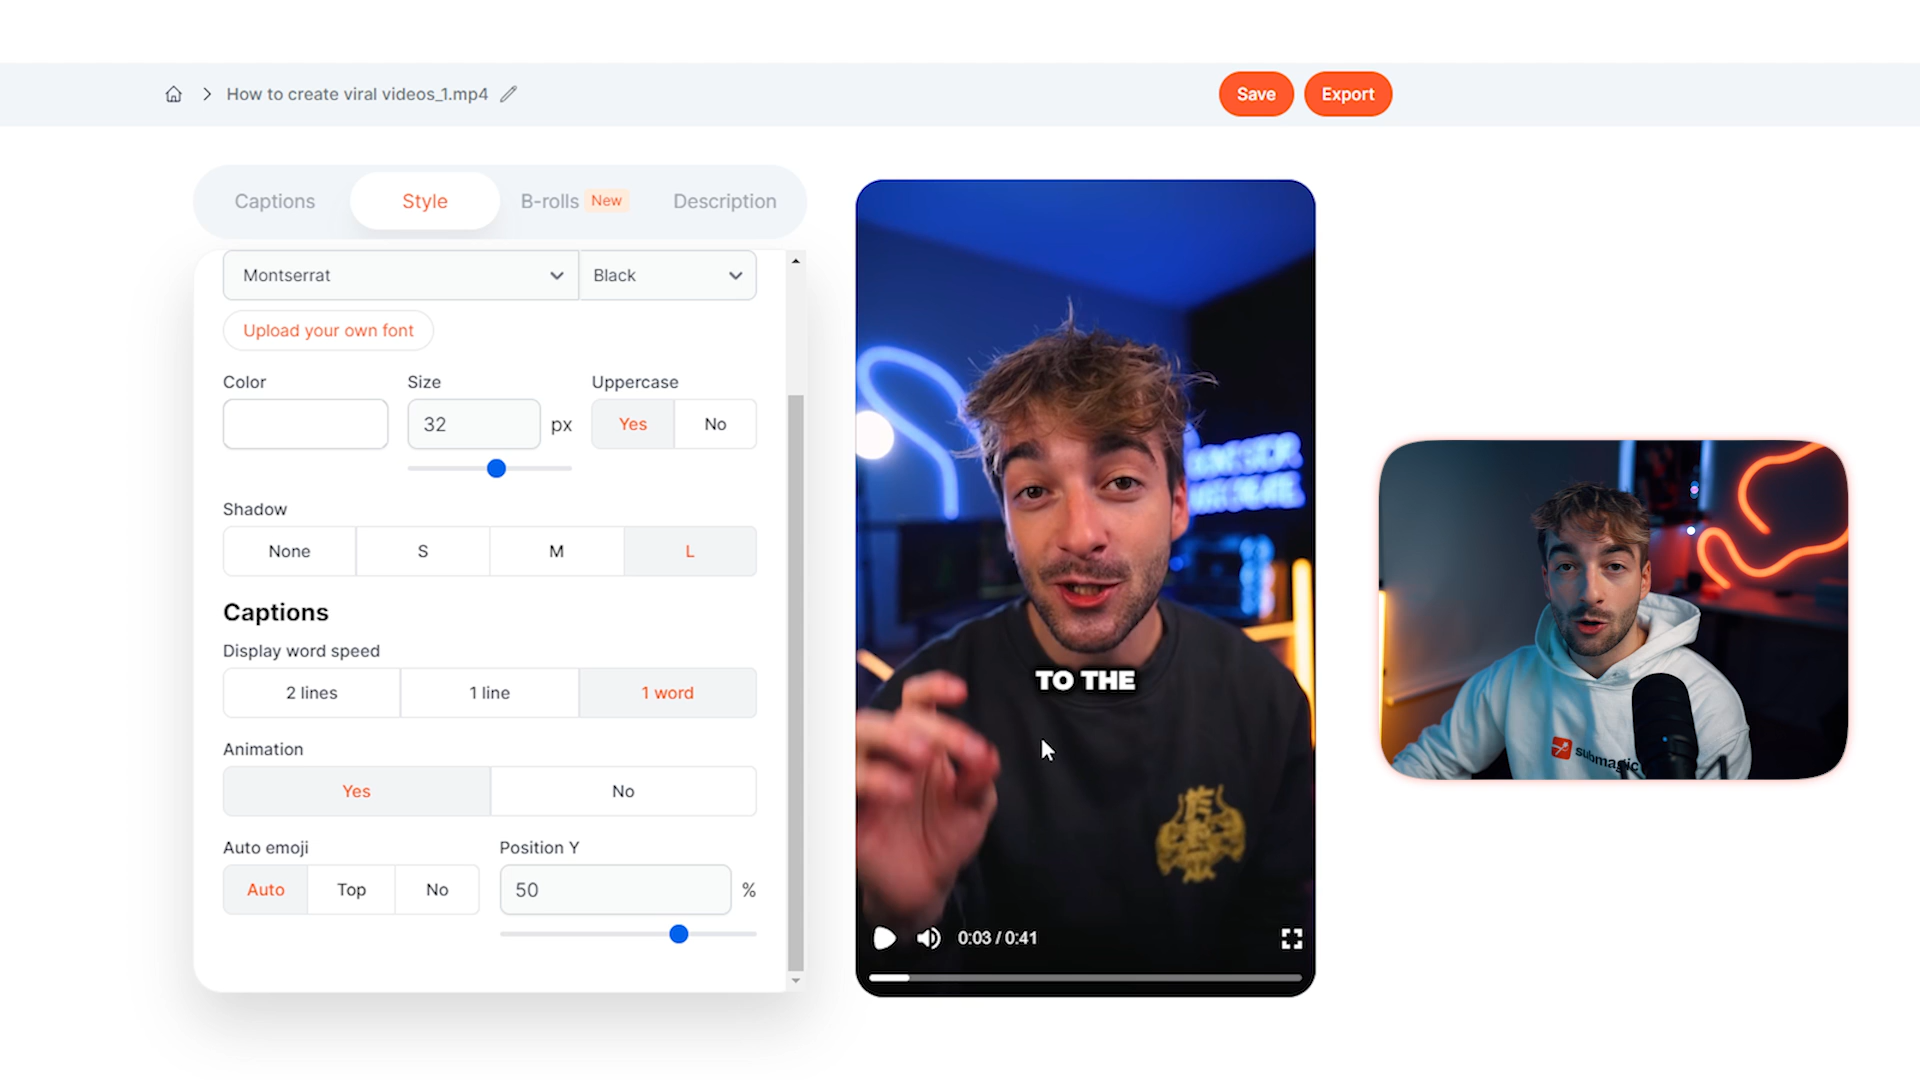 How to create viral videos_1.mp4
Save
Export
Captions
Style
B-rolls New
Description
Montserrat
Black
Upload your own font
Color
Size
Uppercase
32
px
Yes
No
Shadow
None
S
M
L
Captions
Display word speed
2 lines
1 line
1 word
Animation
Yes
No
Auto emoji
Position Y
Auto
Top
No
50
%
TO THE
0:03 / 0:41
submagic